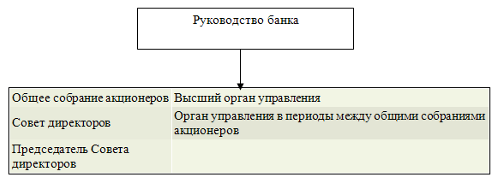 Руководство банка
Общее собрание акционеров Высший орган управления
Совет директоров Орган управления в периоды между общими собраниями
акционеров
Председатель Совета
директоров